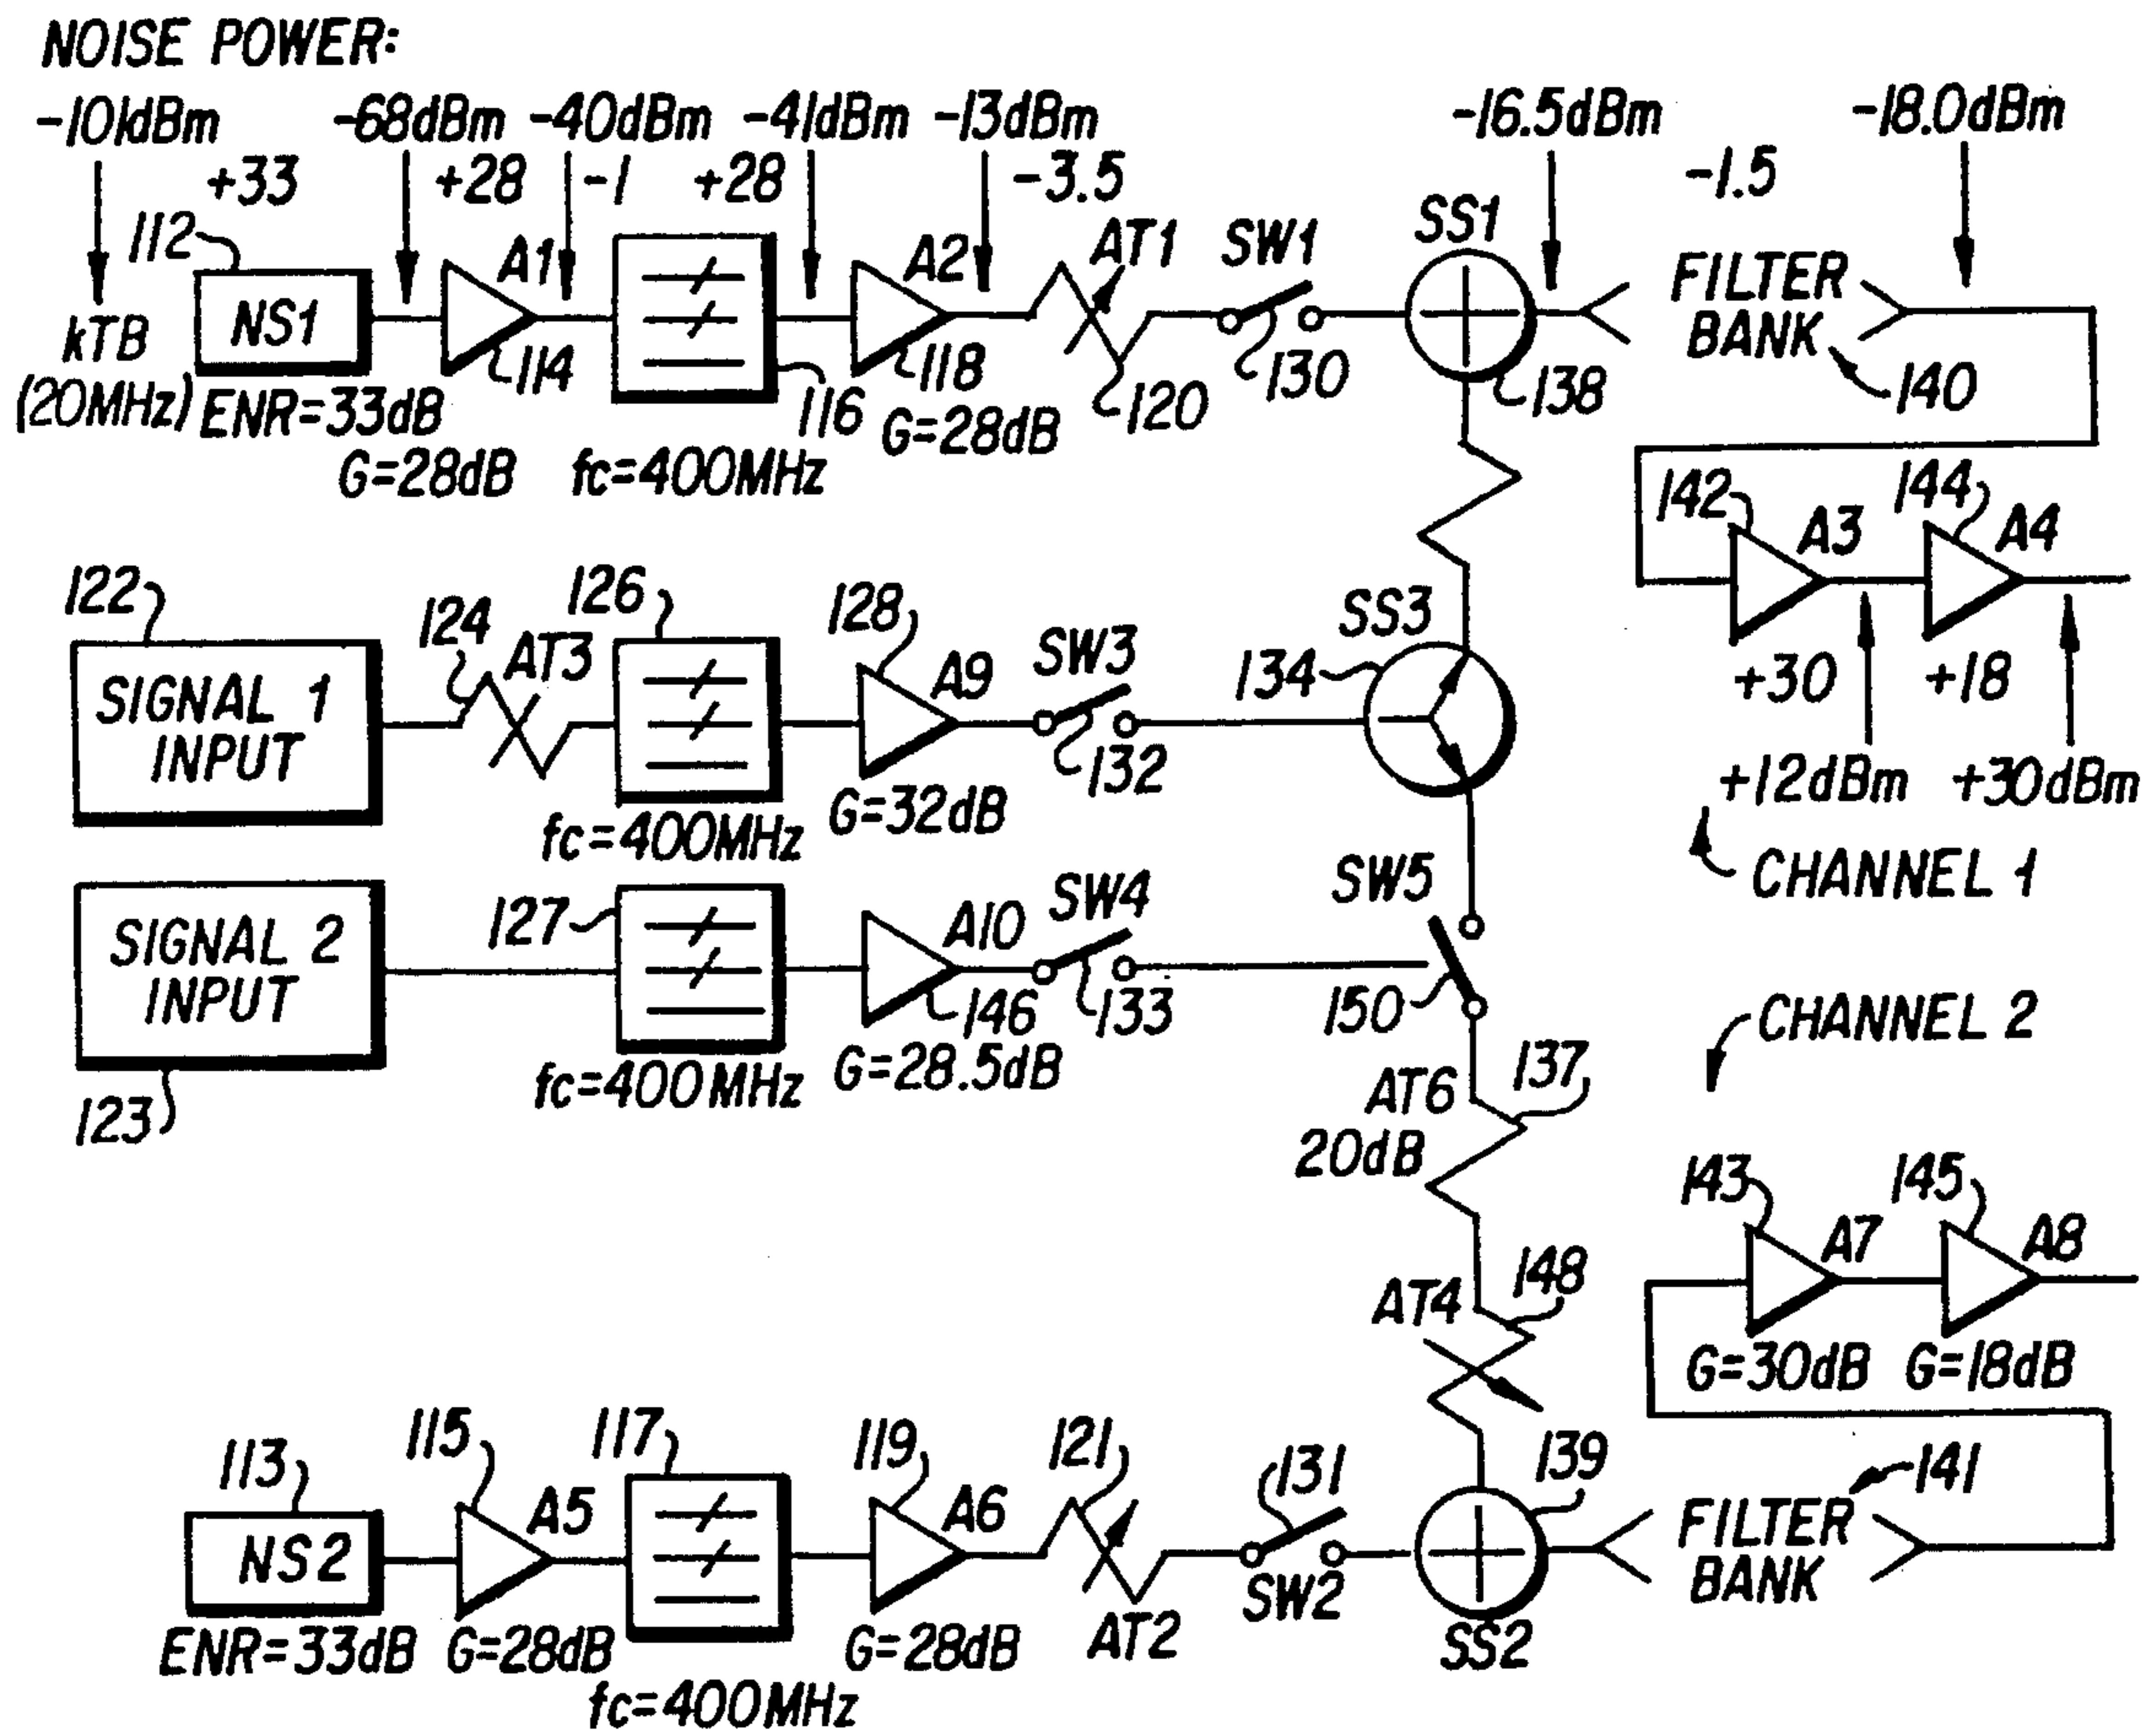 NOISE POWER:
-101dBm -68dBm -40dBm -41dBm -13dBm -16.5dBm -18.0dBm
+33 +28 -1 +28 -3.5 -1.5
112 A1 A2 AT1 SW1 SS1
kTB NS1 FILTER
BANK
(20MHz) ENR=33dB 114 116 118 120 130 138 140
G=28dB fc=400MHz G=28dB
142 A3 144 A4
122 124 AT3 126 128 A9 SW3 SS3 134
SIGNAL 1
INPUT
132
+30 +18
+12dBm +30dBm
fc=400MHz G=32dB
CHANNEL 1
127 A10 SW4 SW5
SIGNAL 2
INPUT
146 133 150
CHANNEL 2
fc=400MHz G=28.5dB
123
AT6 137
20dB
143 A7 145 A8
AT4 148
G=30dB G=18dB
113 115 A5 117 119 A6 121 131 139 141
NS2 FILTER
BANK
AT2 SW2 SS2
ENR=33dB G=28dB G=28dB
fc=400MHz